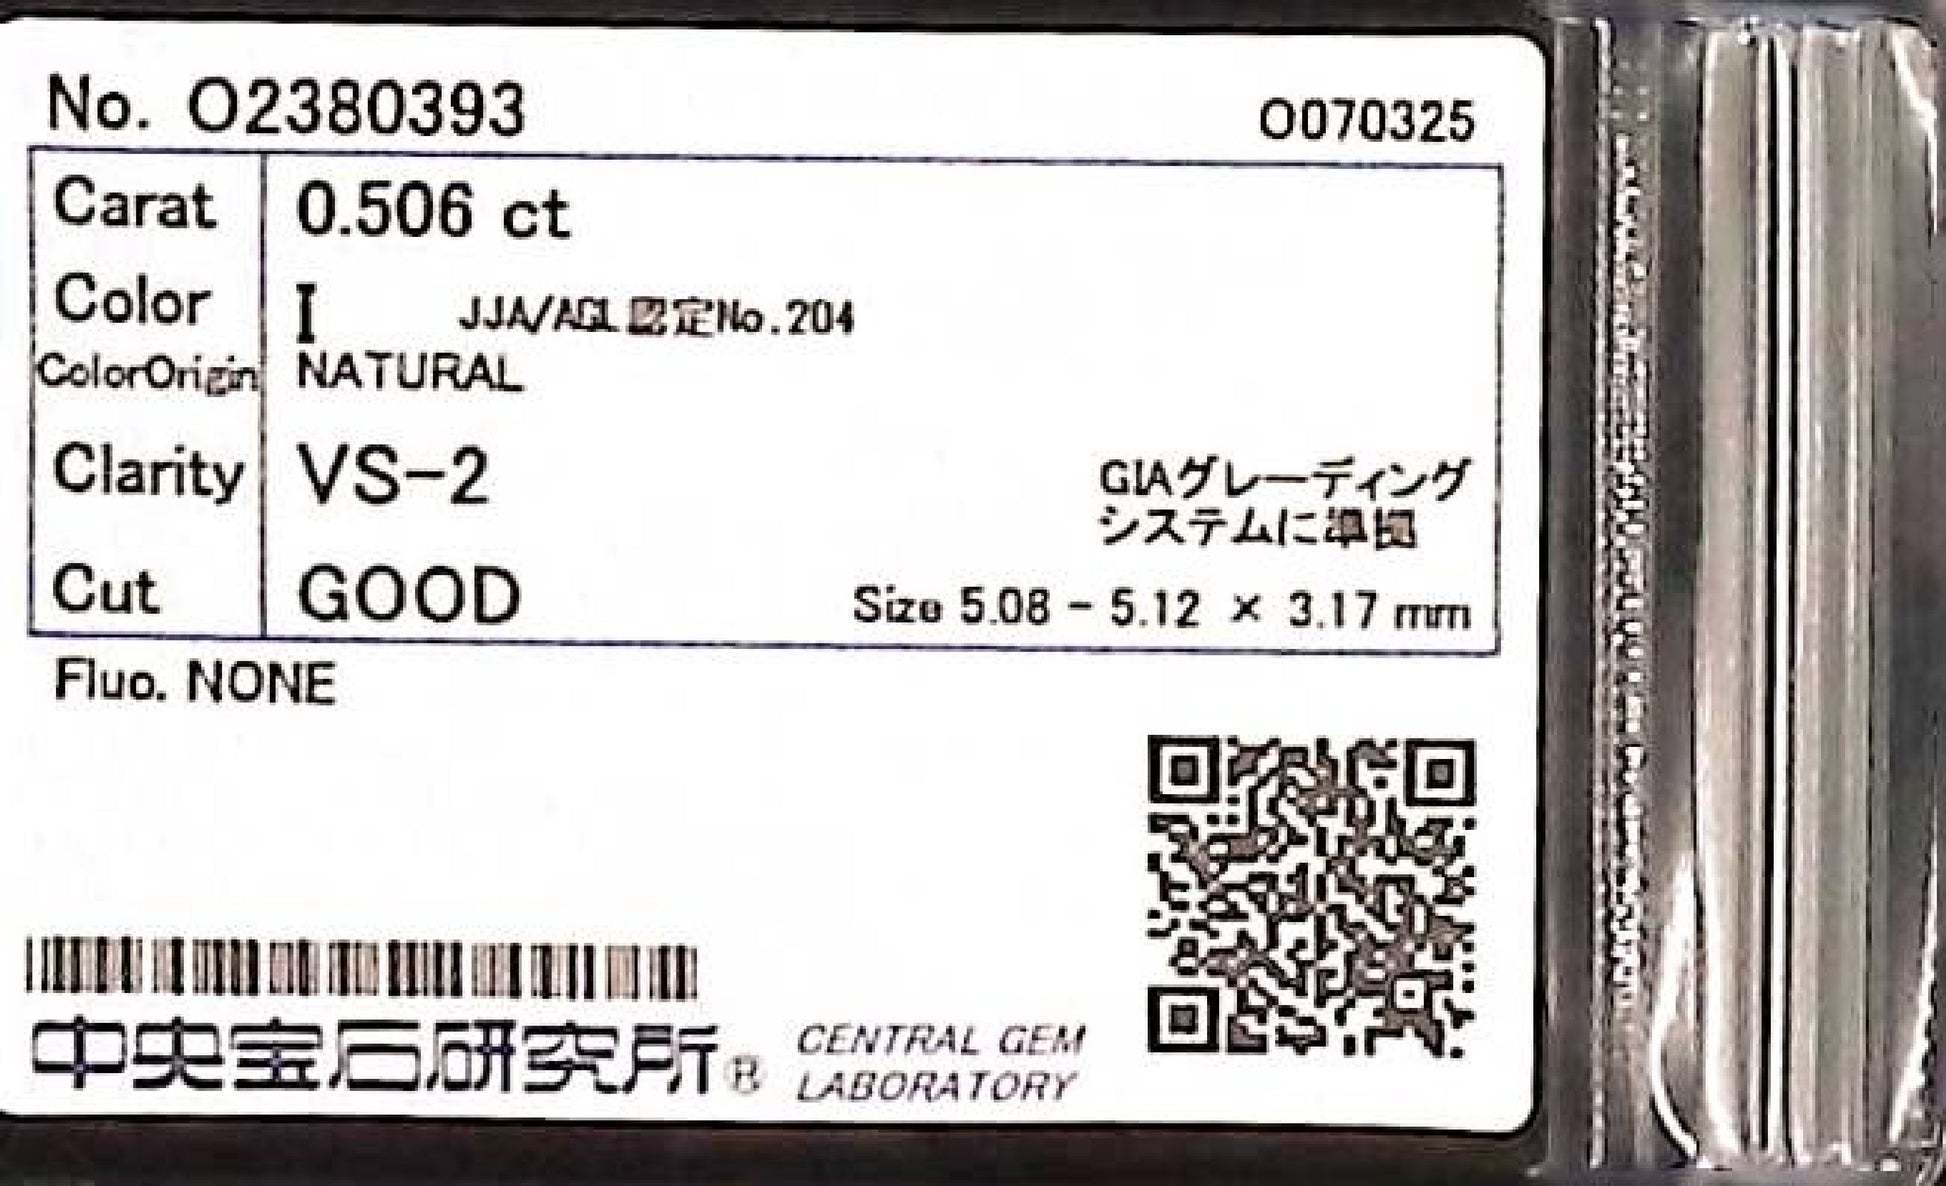 No. O2380393
O070325
Carat 0.506 ct
Color I JJA/AGL認定No.204
ColorOrigin NATURAL
Clarity VS-2
GIAグレーディング
システムに準拠
Cut GOOD
Size 5.08 - 5.12 × 3.17 mm
Fluo. NONE
中央宝石研究所®
CENTRAL GEM
LABORATORY